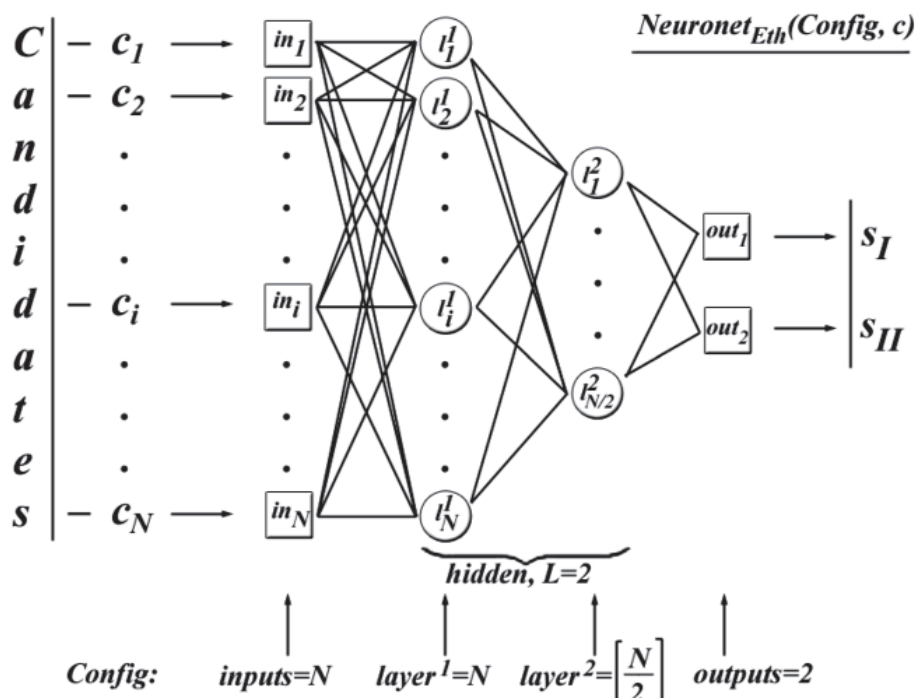 Neuronet_Eth(Config, c)
C – c_1 → in_1 l_1^1
a – c_2 → in_2 l_2^1
n
l_1^2
d
out_1 → s_I
i
d – c_i → in_i l_i^1
out_2 → s_II
a
l_{N/2}^2
t
e
s – c_N → in_N l_N^1
hidden, L=2
Config: inputs=N layer^1=N layer^2=[N/2] outputs=2